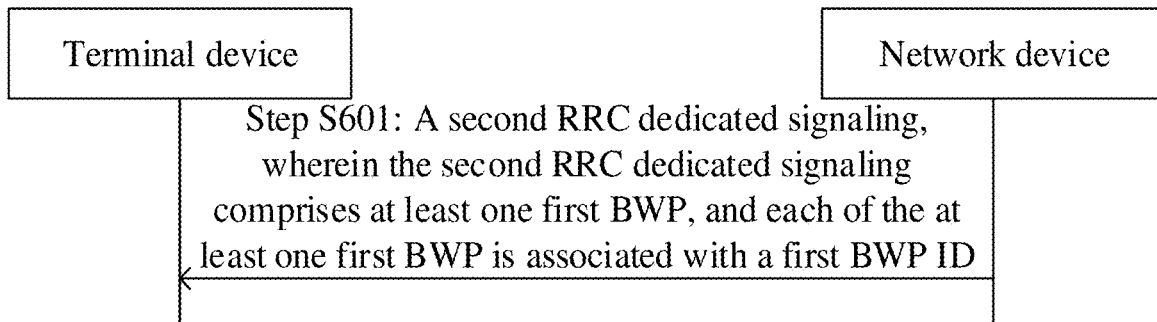 Terminal device
Network device
Step S601: A second RRC dedicated signaling,
wherein the second RRC dedicated signaling
comprises at least one first BWP, and each of the at
least one first BWP is associated with a first BWP ID